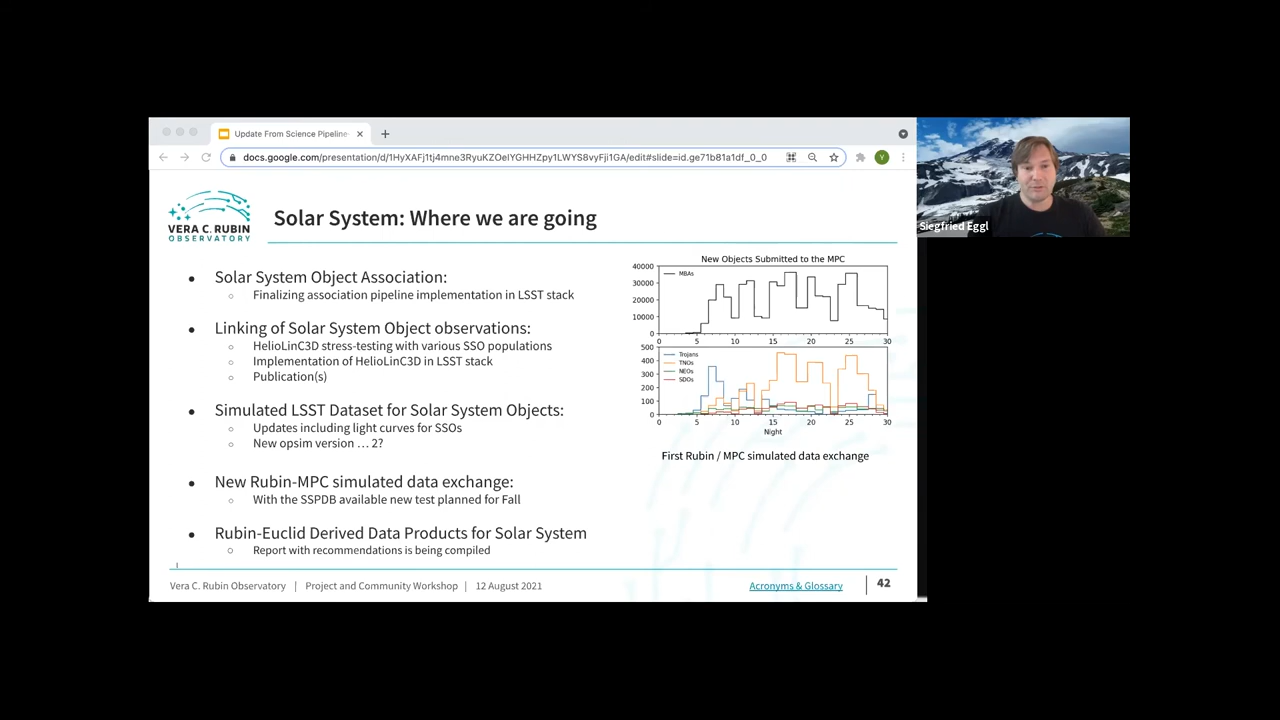 Update From Science Pipeline
docs.google.com/presentation/d/1HyXAFj1tj4mne3RyuKZOeIYGHHZpy1LWYS8vyFji1GA/edit#slide=id.ge71b81a1df_0_0
V
Siegfried Eggl
VERA C. RUBIN
OBSERVATORY
Solar System: Where we are going
● Solar System Object Association:
○ Finalizing association pipeline implementation in LSST stack
● Linking of Solar System Object observations:
○ HelioLinC3D stress-testing with various SSO populations
○ Implementation of HelioLinC3D in LSST stack
○ Publication(s)
● Simulated LSST Dataset for Solar System Objects:
○ Updates including light curves for SSOs
○ New opsim version … 2?
● New Rubin-MPC simulated data exchange:
○ With the SSPDB available new test planned for Fall
● Rubin-Euclid Derived Data Products for Solar System
○ Report with recommendations is being compiled
New Objects Submitted to the MPC
40000
30000
20000
10000
0
MBAs
0 5 10 15 20 25 30
500
400
300
200
100
0
Trojans
TNOs
NEOs
SDOs
0 5 10 15 20 25 30
Night
First Rubin / MPC simulated data exchange
Vera C. Rubin Observatory | Project and Community Workshop | 12 August 2021
Acronyms & Glossary
42